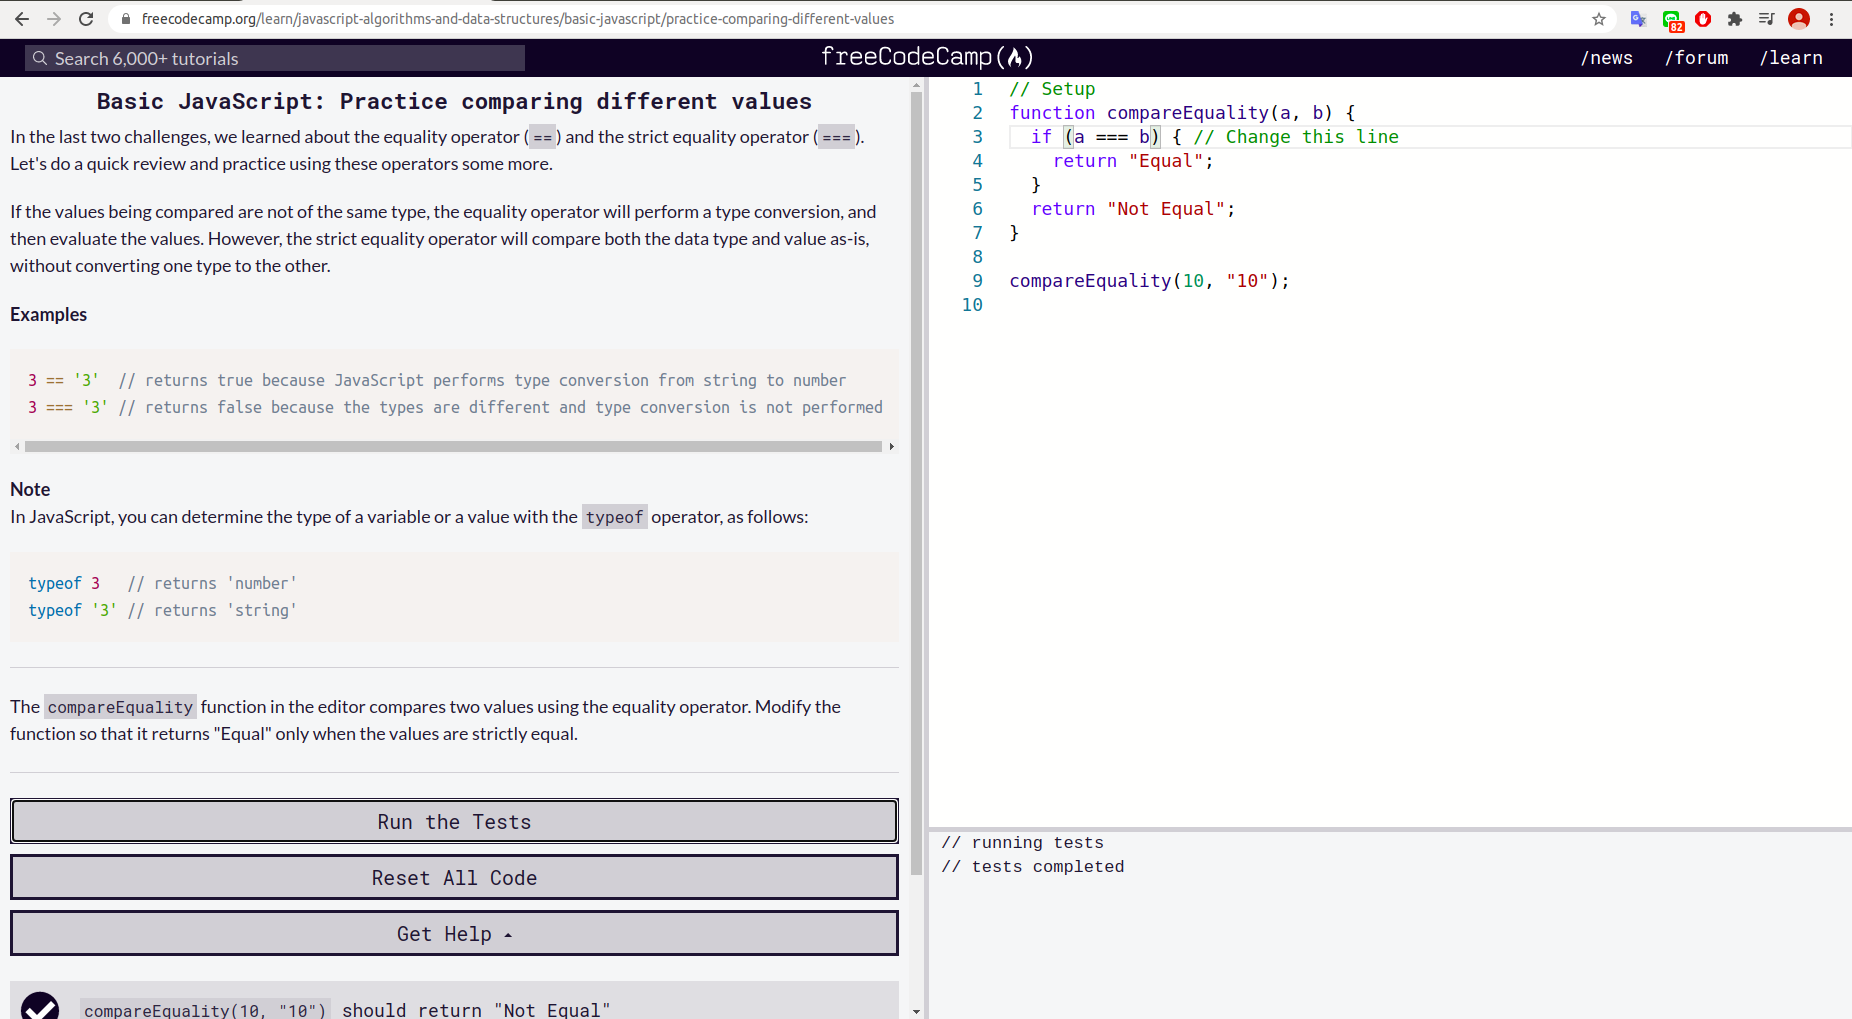 freecodecamp.org/learn/javascript-algorithms-and-data-structures/basic-javascript/practice-comparing-different-values
82
Search 6,000+ tutorials
freeCodeCamp
/news
/forum
/learn
Basic JavaScript: Practice comparing different values
In the last two challenges, we learned about the equality operator (==) and the strict equality operator (===).
Let's do a quick review and practice using these operators some more.
If the values being compared are not of the same type, the equality operator will perform a type conversion, and
then evaluate the values. However, the strict equality operator will compare both the data type and value as-is,
without converting one type to the other.
Examples
3 == '3'  // returns true because JavaScript performs type conversion from string to number
3 === '3' // returns false because the types are different and type conversion is not performed
Note
In JavaScript, you can determine the type of a variable or a value with the typeof operator, as follows:
typeof 3   // returns 'number'
typeof '3' // returns 'string'
The compareEquality function in the editor compares two values using the equality operator. Modify the
function so that it returns "Equal" only when the values are strictly equal.
Run the Tests
Reset All Code
Get Help
compareEquality(10, "10") should return "Not Equal"
1 // Setup
2 function compareEquality(a, b) {
3   if (a === b) { // Change this line
4     return "Equal";
5   }
6   return "Not Equal";
7 }
8
9 compareEquality(10, "10");
10
// running tests
// tests completed